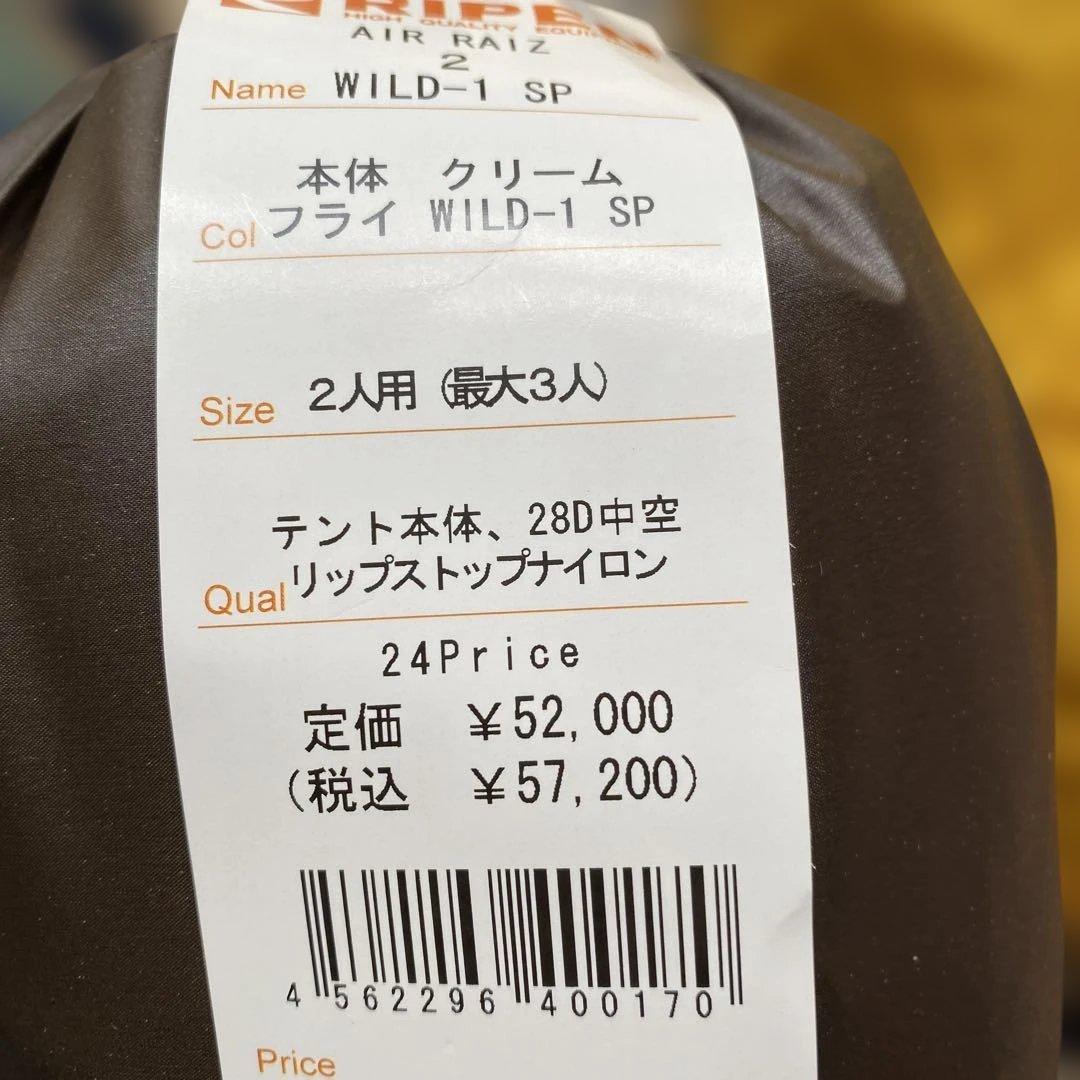 RIPEN
HIGH QUALITY EQUIP
AIR RAIZ
2
Name WILD-1 SP
本体 クリーム
Col フライ WILD-1 SP
Size 2人用(最大3人)
テント本体、28D中空
Qual リップストップナイロン
24Price
定価 ¥52,000
(税込 ¥57,200)
4 562296 400170
Price